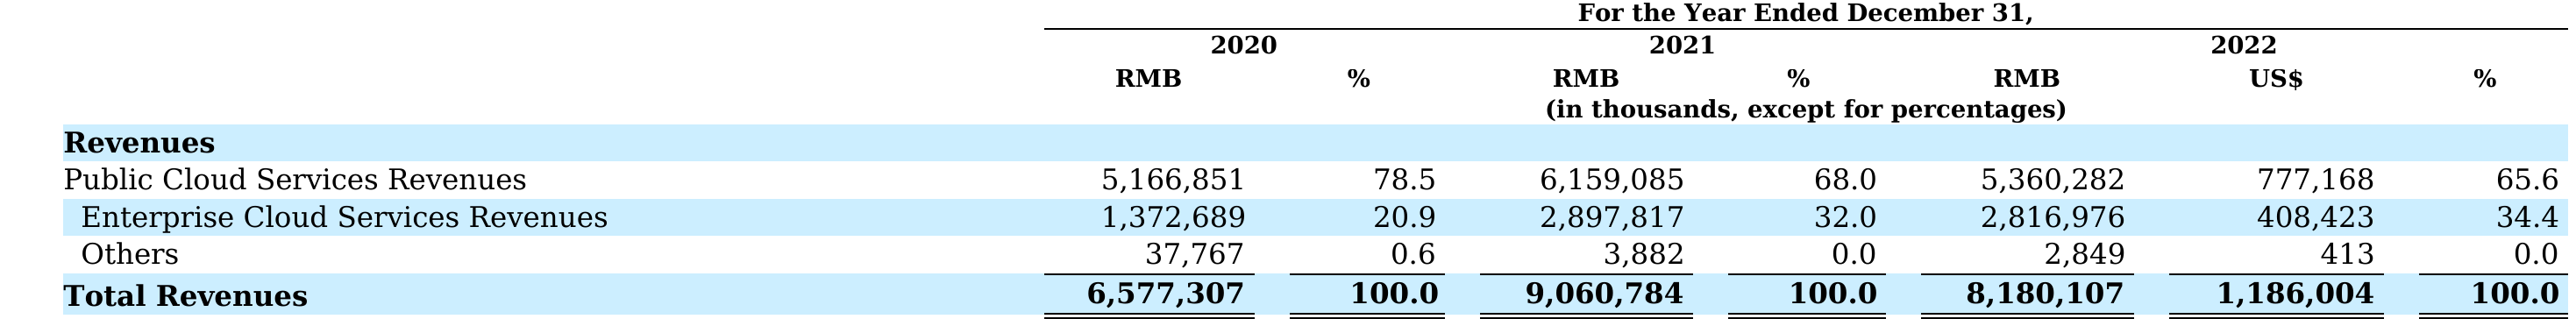 For the Year Ended December 31,
2020 2021 2022
RMB % RMB % RMB US$ %
(in thousands, except for percentages)
Revenues
Public Cloud Services Revenues 5,166,851 78.5 6,159,085 68.0 5,360,282 777,168 65.6
Enterprise Cloud Services Revenues 1,372,689 20.9 2,897,817 32.0 2,816,976 408,423 34.4
Others 37,767 0.6 3,882 0.0 2,849 413 0.0
Total Revenues 6,577,307 100.0 9,060,784 100.0 8,180,107 1,186,004 100.0